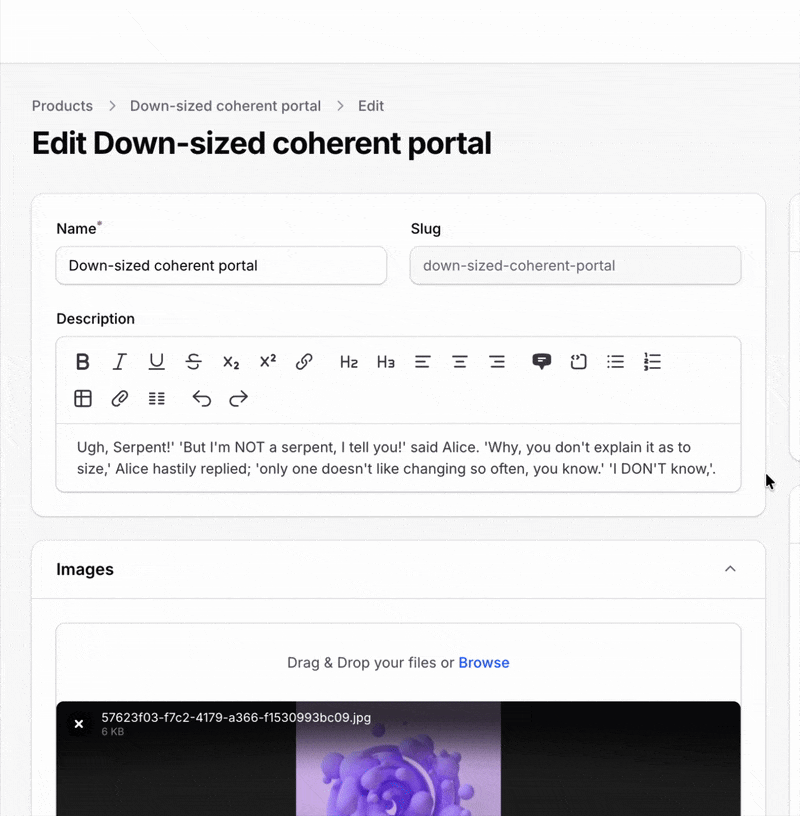 Products > Down-sized coherent portal > Edit
Edit Down-sized coherent portal
Name*
Slug
Down-sized coherent portal
down-sized-coherent-portal
Description
B I U S X₂ X² H2 H3
Ugh, Serpent!' 'But I'm NOT a serpent, I tell you!' said Alice. 'Why, you don't explain it as to
size,' Alice hastily replied; 'only one doesn't like changing so often, you know.' 'I DON'T know,'.
Images
Drag & Drop your files or Browse
57623f03-f7c2-4179-a366-f1530993bc09.jpg
6 KB